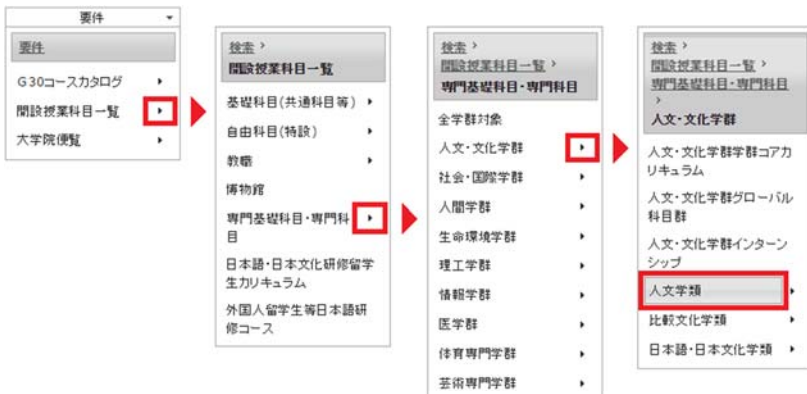 要件
要件
G30コースカタログ
開設授業科目一覧
大学院便覧
検索 ›
開設授業科目一覧
基礎科目(共通科目等)
自由科目(特設)
教職
博物館
専門基礎科目・専門科
目
日本語・日本文化研修留学
生カリキュラム
外国人留学生等日本語研
修コース
検索 ›
開設授業科目一覧 ›
専門基礎科目・専門科目
全学群対象
人文・文化学群
社会・国際学群
人間学群
生命環境学群
理工学群
情報学群
医学群
体育専門学群
芸術専門学群
検索 ›
開設授業科目一覧 ›
専門基礎科目・専門科目
›
人文・文化学群
人文・文化学群学群コアカ
リキュラム
人文・文化学群グローバル
科目群
人文・文化学群インターン
シップ
人文学類
比較文化学類
日本語・日本文化学類